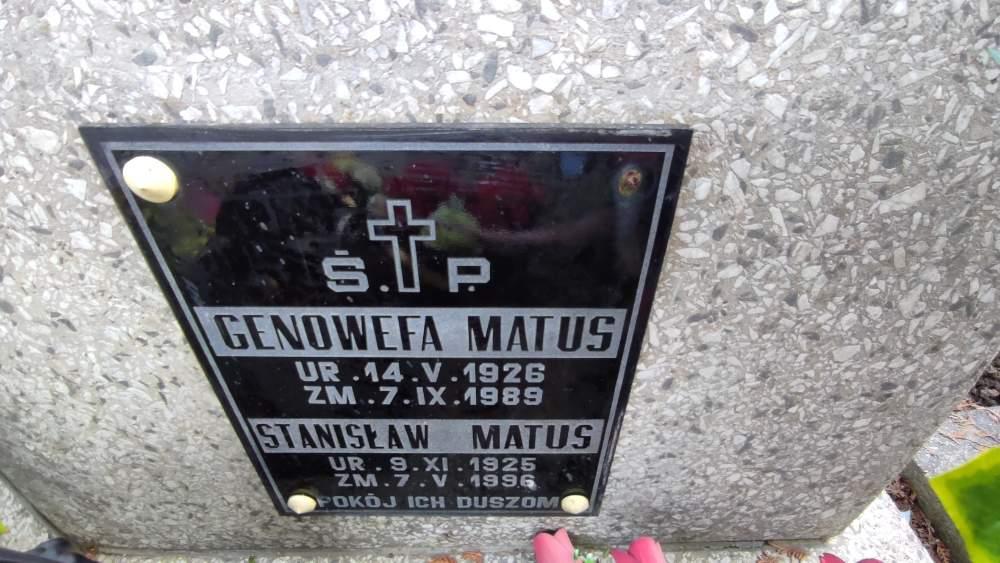 Ś. P.
GENOWEFA MATUS
UR. 14. V. 1926
ZM. 7. IX. 1989
STANISŁAW MATUS
UR. 9. XI. 1925
ZM. 7. V. 1996
POKÓJ ICH DUSZOM